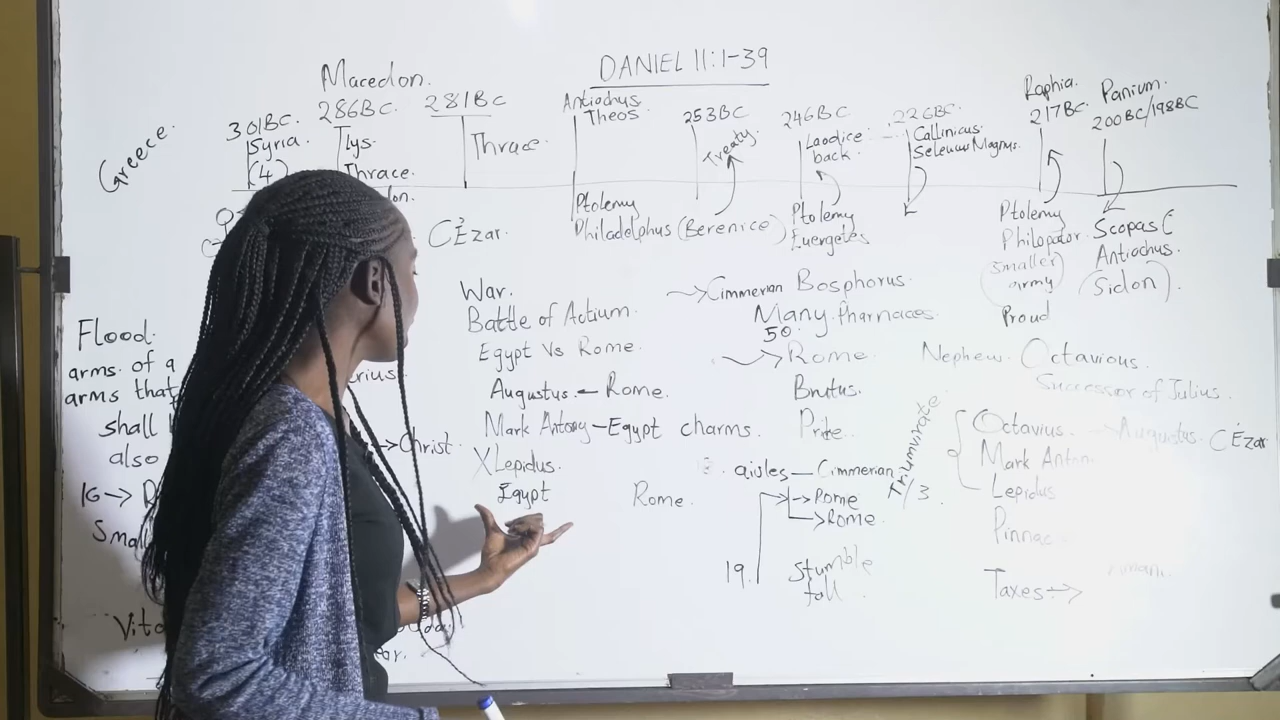 DANIEL 11:1-39
Greece.
301BC.
Syria
(4)
Macedon.
286BC.
Lys.
Thrace.
281BC
Thrace.
Antiochus
Theos
Ptolemy
Philadelphus (Berenice)
253BC
Treaty.
246BC
Laodice
back.
Ptolemy
Euergetes
226BC.
Callinicus.
Seleucus Magnus.
Raphia.
217BC.
Ptolemy
Philopator.
(smaller
army)
Proud
Panium.
200BC/198BC
Scopas (
Antiochus.
(Sidon).
CÉzar.
War.
Battle of Actium.
Egypt Vs Rome.
Augustus - Rome.
Mark Antony - Egypt charms.
X Lepidus.
Egypt
Rome.
Flood.
arms. of a
arms that
shall
also
16→
Christ.
→Cimmerian Bosphorus.
Many Pharnaces.
50.
→Rome.
Brutus.
Pride.
aisles — Cimmerian
→Rome
→Rome
19.
Stumble
fall
Nephew. Octavious.
Successor of Julius.
Triumvirate
3.
Octavius → Augustus. CÉzar
Mark Anton
Lepidus
Taxes→